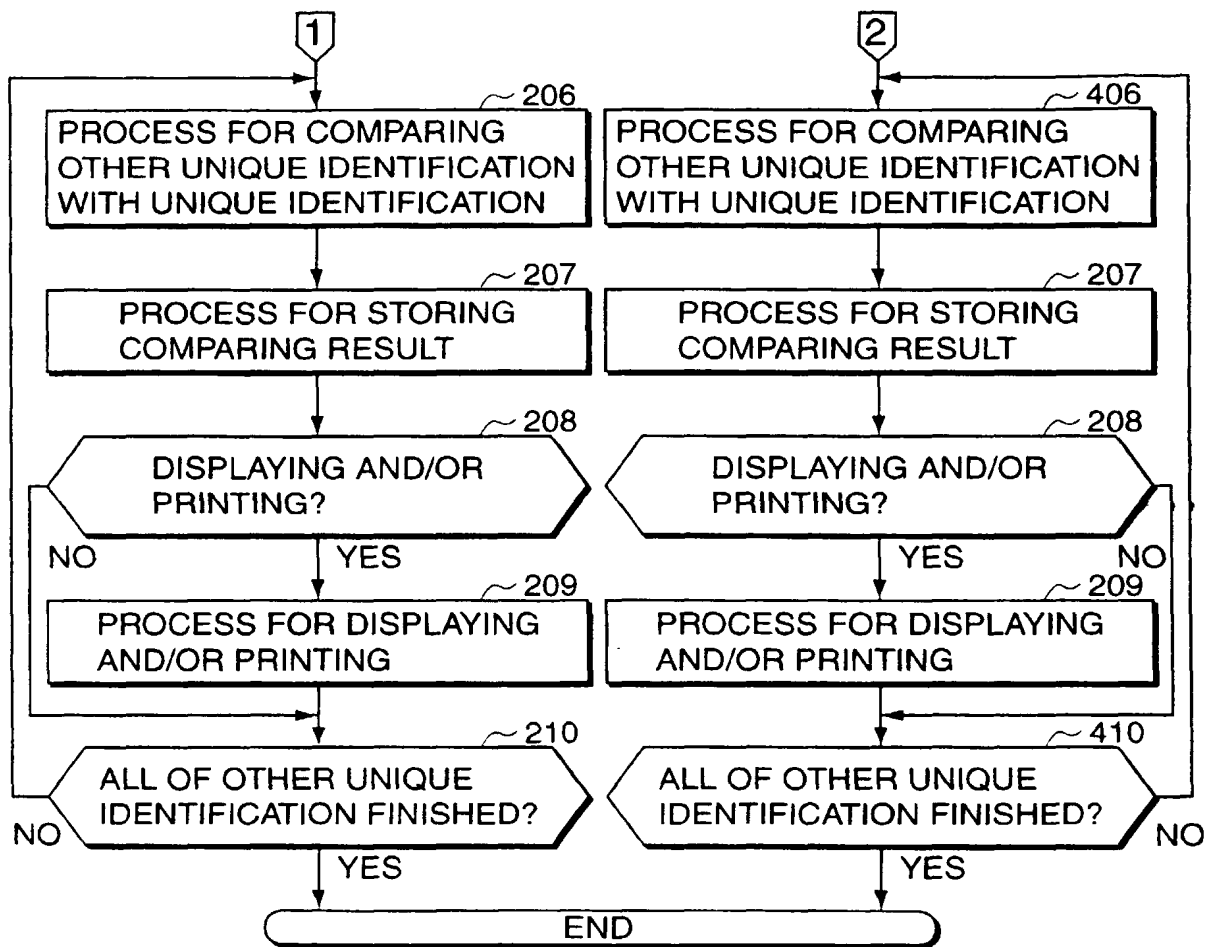 1
206
PROCESS FOR COMPARING
OTHER UNIQUE IDENTIFICATION
WITH UNIQUE IDENTIFICATION
207
PROCESS FOR STORING
COMPARING RESULT
208
DISPLAYING AND/OR
PRINTING?
NO
YES
209
PROCESS FOR DISPLAYING
AND/OR PRINTING
210
ALL OF OTHER UNIQUE
IDENTIFICATION FINISHED?
NO
YES
2
406
PROCESS FOR COMPARING
OTHER UNIQUE IDENTIFICATION
WITH UNIQUE IDENTIFICATION
207
PROCESS FOR STORING
COMPARING RESULT
208
DISPLAYING AND/OR
PRINTING?
YES
NO
209
PROCESS FOR DISPLAYING
AND/OR PRINTING
410
ALL OF OTHER UNIQUE
IDENTIFICATION FINISHED?
YES
NO
END